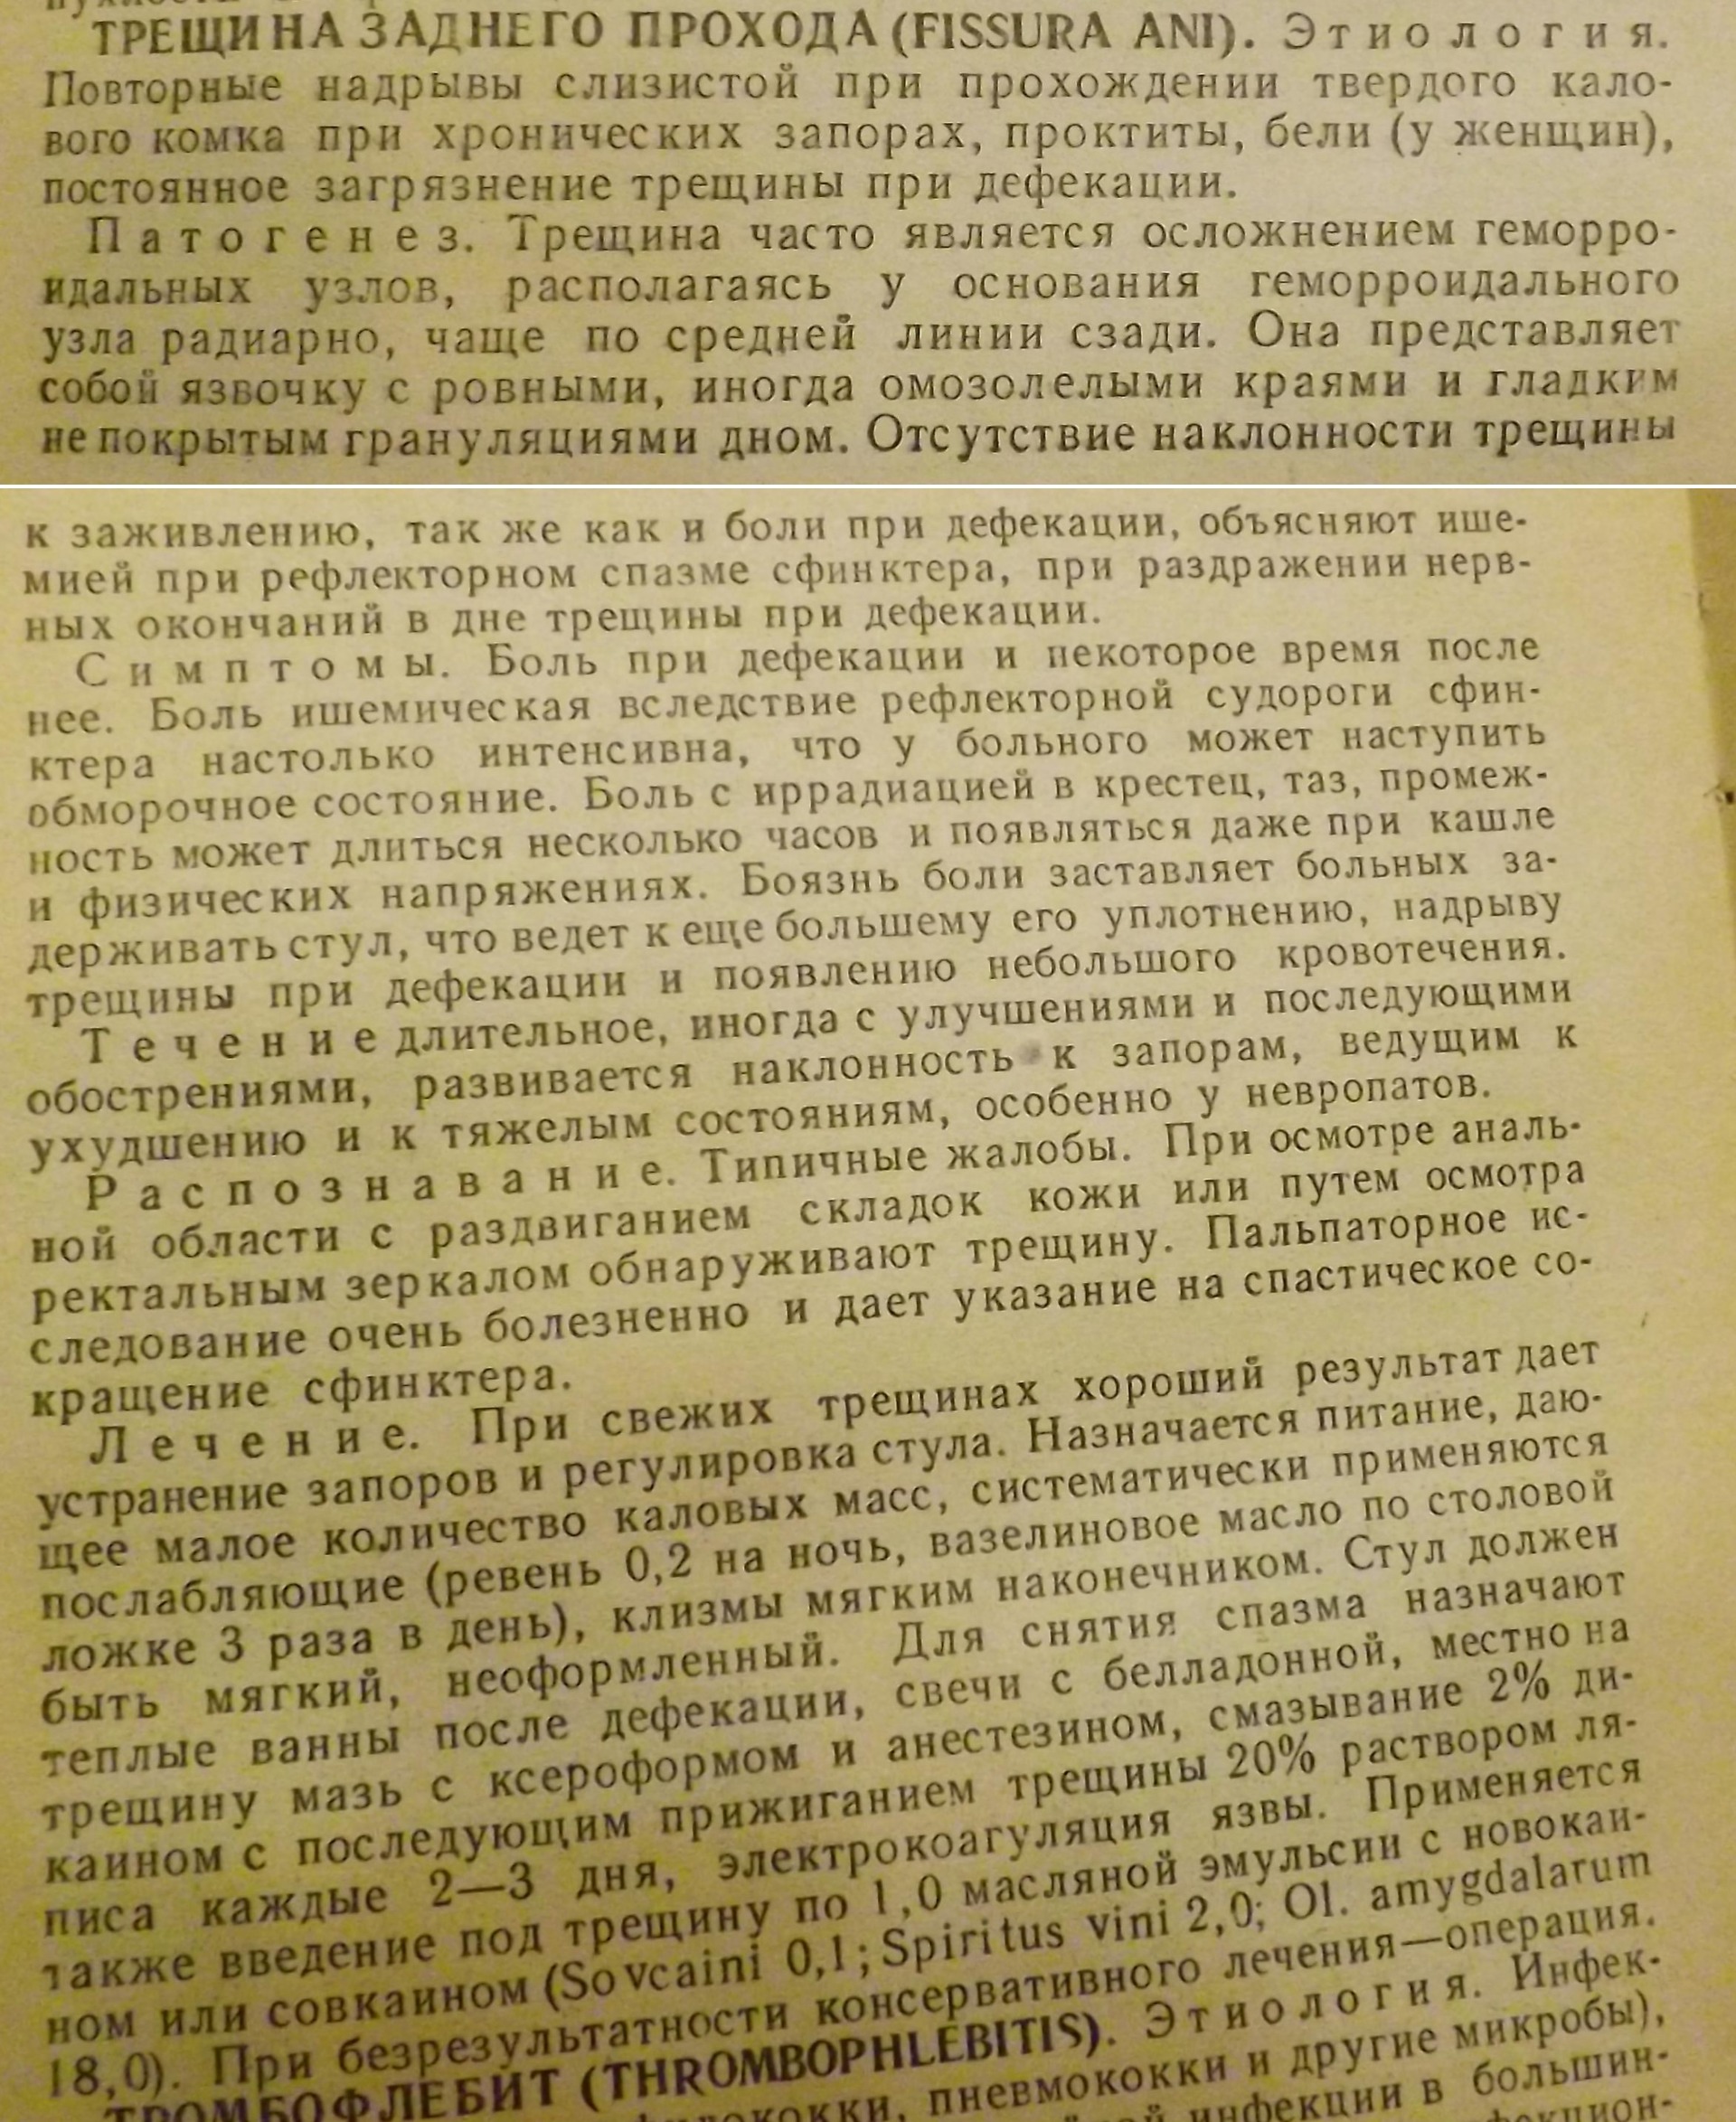 ТРЕЩИНА ЗАДНЕГО ПРОХОДА (FISSURA ANI). Этиология.
Повторные надрывы слизистой при прохождении твердого кало-
вого комка при хронических запорах, проктиты, бели (у женщин),
постоянное загрязнение трещины при дефекации.
Патогенез. Трещина часто является осложнением геморро-
идальных узлов, располагаясь у основания геморроидального
узла радиарно, чаще по средней линии сзади. Она представляет
собой язвочку с ровными, иногда омозолелыми краями и гладким
не покрытым грануляциями дном. Отсутствие наклонности трещины
к заживлению, так же как и боли при дефекации, объясняют ише-
мией при рефлекторном спазме сфинктера, при раздражении нерв-
ных окончаний в дне трещины при дефекации.
Симптомы. Боль при дефекации и некоторое время после
нее. Боль ишемическая вследствие рефлекторной судороги сфин-
ктера настолько интенсивна, что у больного может наступить
обморочное состояние. Боль с иррадиацией в крестец, таз, промеж-
ность может длиться несколько часов и появляться даже при кашле
и физических напряжениях. Боязнь боли заставляет больных за-
держивать стул, что ведет к еще большему его уплотнению, надрыву
трещины при дефекации и появлению небольшого кровотечения.
Течение длительное, иногда с улучшениями и последующими
обострениями, развивается наклонность к запорам, ведущим к
ухудшению и к тяжелым состояниям, особенно у невропатов.
Распознавание. Типичные жалобы. При осмотре аналь-
ной области с раздвиганием складок кожи или путем осмотра
ректальным зеркалом обнаруживают трещину. Пальпаторное ис-
следование очень болезненно и дает указание на спастическое со-
кращение сфинктера.
Лечение. При свежих трещинах хороший результат дает
устранение запоров и регулировка стула. Назначается питание, даю-
щее малое количество каловых масс, систематически применяются
послабляющие (ревень 0,2 на ночь, вазелиновое масло по столовой
ложке 3 раза в день), клизмы мягким наконечником. Стул должен
быть мягкий, неоформленный. Для снятия спазма назначают
теплые ванны после дефекации, свечи с белладонной, местно на
трещину мазь с ксероформом и анестезином, смазывание 2% ди-
каином с последующим прижиганием трещины 20% раствором ля-
писа каждые 2—3 дня, электрокоагуляция язвы. Применяется
также введение под трещину по 1,0 масляной эмульсии с новокаи-
ном или совкаином (Sovcaini 0,1; Spiritus vini 2,0; Ol. amygdalarum
18,0). При безрезультатности консервативного лечения—операция.
ТРОМБОФЛЕБИТ (THROMBOPHLEBITIS). Этиология. Инфек-
пневмококки и другие микробы),
инфекции в большин-